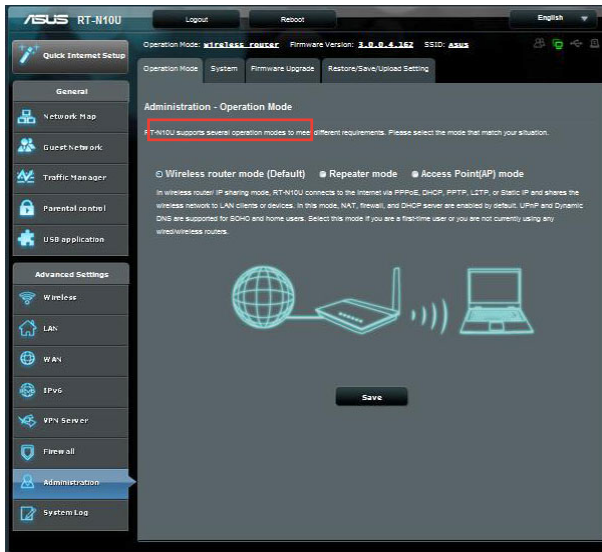 ASUS RT-N10U Logout Reboot English
Operation Mode: wireless router Firmware Version: 3.0.0.4.162 SSID: ASUS
Quick Internet Setup
Operation Mode System Firmware Upgrade Restore/Save/Upload Setting
General
Network Map
Guest Network
Traffic Manager
Parental control
USB application
Advanced Settings
Wireless
LAN
WAN
IPv6
VPN Server
Firewall
Administration
System Log
Administration - Operation Mode
RT-N10U supports several operation modes to meet different requirements. Please select the mode that match your situation.
Wireless router mode (Default) Repeater mode Access Point(AP) mode
In wireless router/ IP sharing mode, RT-N10U connects to the Internet via PPPoE, DHCP, PPTP, L2TP, or Static IP and shares the
wireless network to LAN clients or devices. In this mode, NAT, firewall, and DHCP server are enabled by default. UPnP and Dynamic
DNS are supported for SOHO and home users. Select this mode if you are a first-time user or you are not currently using any
wired/wireless routers.
Save